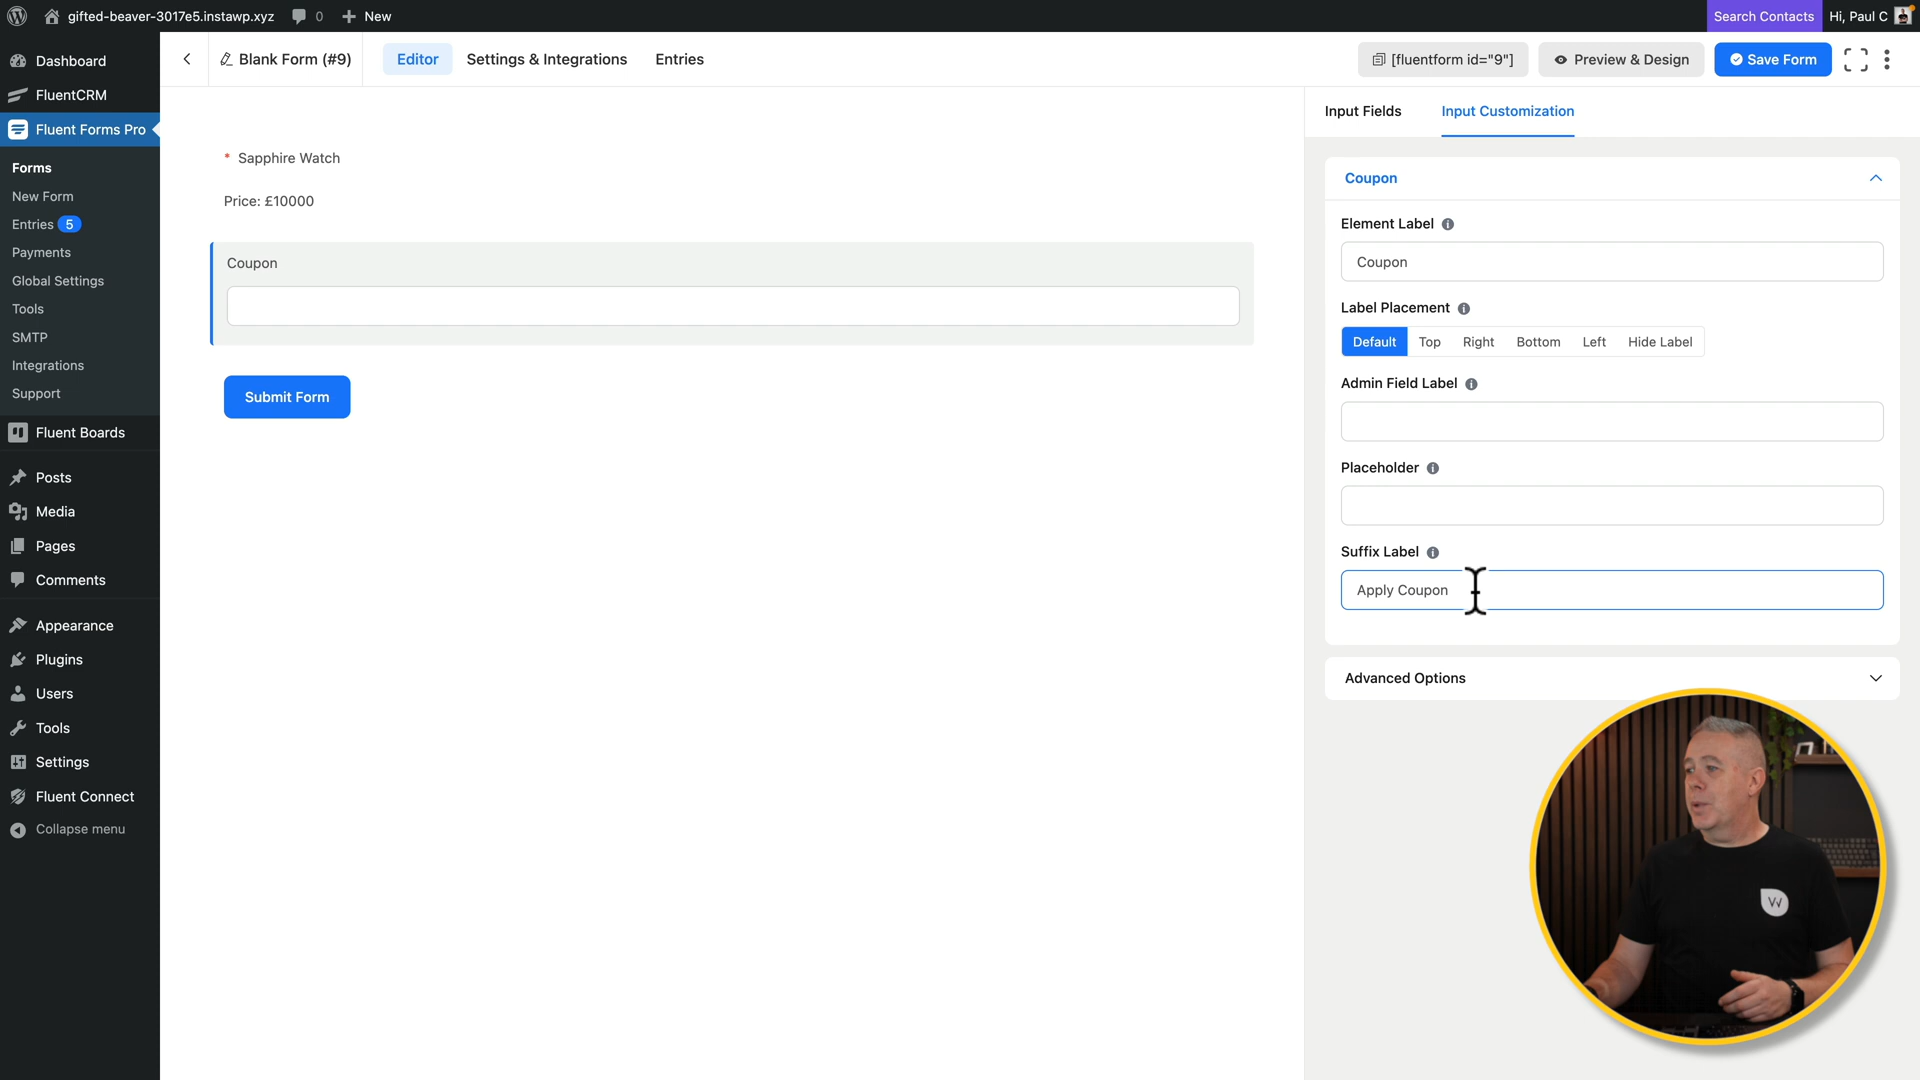 gifted-beaver-3017e5.instawp.xyz
0
New
Search Contacts
Hi, Paul C
Dashboard
FluentCRM
Fluent Forms Pro
Forms
New Form
Entries 5
Payments
Global Settings
Tools
SMTP
Integrations
Support
Fluent Boards
Posts
Media
Pages
Comments
Appearance
Plugins
Users
Tools
Settings
Fluent Connect
Collapse menu
Blank Form (#9)
Editor
Settings & Integrations
Entries
[fluentform id="9"]
Preview & Design
Save Form
* Sapphire Watch
Price: £10000
Coupon
Submit Form
Input Fields
Input Customization
Coupon
Element Label
Coupon
Label Placement
Default Top Right Bottom Left Hide Label
Admin Field Label
Placeholder
Suffix Label
Apply Coupon
Advanced Options
W